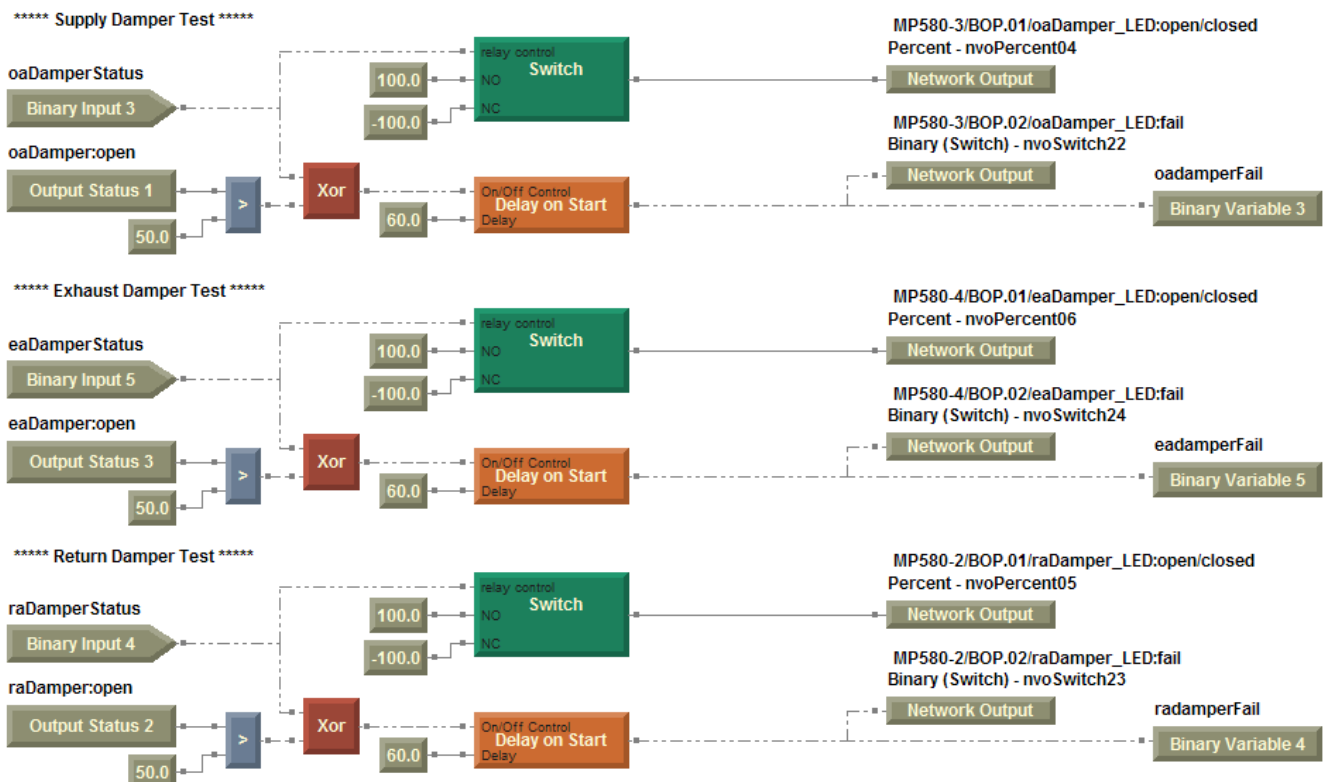 ***** Supply Damper Test *****
oaDamperStatus
Binary Input 3
oaDamper:open
Output Status 1
50.0
>
Xor
100.0
-100.0
relay control
Switch
NO
NC
60.0
On/Off Control
Delay on Start
Delay
MP580-3/BOP.01/oaDamper_LED:open/closed
Percent - nvoPercent04
Network Output
MP580-3/BOP.02/oaDamper_LED:fail
Binary (Switch) - nvoSwitch22
Network Output
oadamperFail
Binary Variable 3
***** Exhaust Damper Test *****
eaDamperStatus
Binary Input 5
eaDamper:open
Output Status 3
50.0
>
Xor
100.0
-100.0
relay control
Switch
NO
NC
60.0
On/Off Control
Delay on Start
Delay
MP580-4/BOP.01/eaDamper_LED:open/closed
Percent - nvoPercent06
Network Output
MP580-4/BOP.02/eaDamper_LED:fail
Binary (Switch) - nvoSwitch24
Network Output
eadamperFail
Binary Variable 5
***** Return Damper Test *****
raDamperStatus
Binary Input 4
raDamper:open
Output Status 2
50.0
>
Xor
100.0
-100.0
relay control
Switch
NO
NC
60.0
On/Off Control
Delay on Start
Delay
MP580-2/BOP.01/raDamper_LED:open/closed
Percent - nvoPercent05
Network Output
MP580-2/BOP.02/raDamper_LED:fail
Binary (Switch) - nvoSwitch23
Network Output
radamperFail
Binary Variable 4